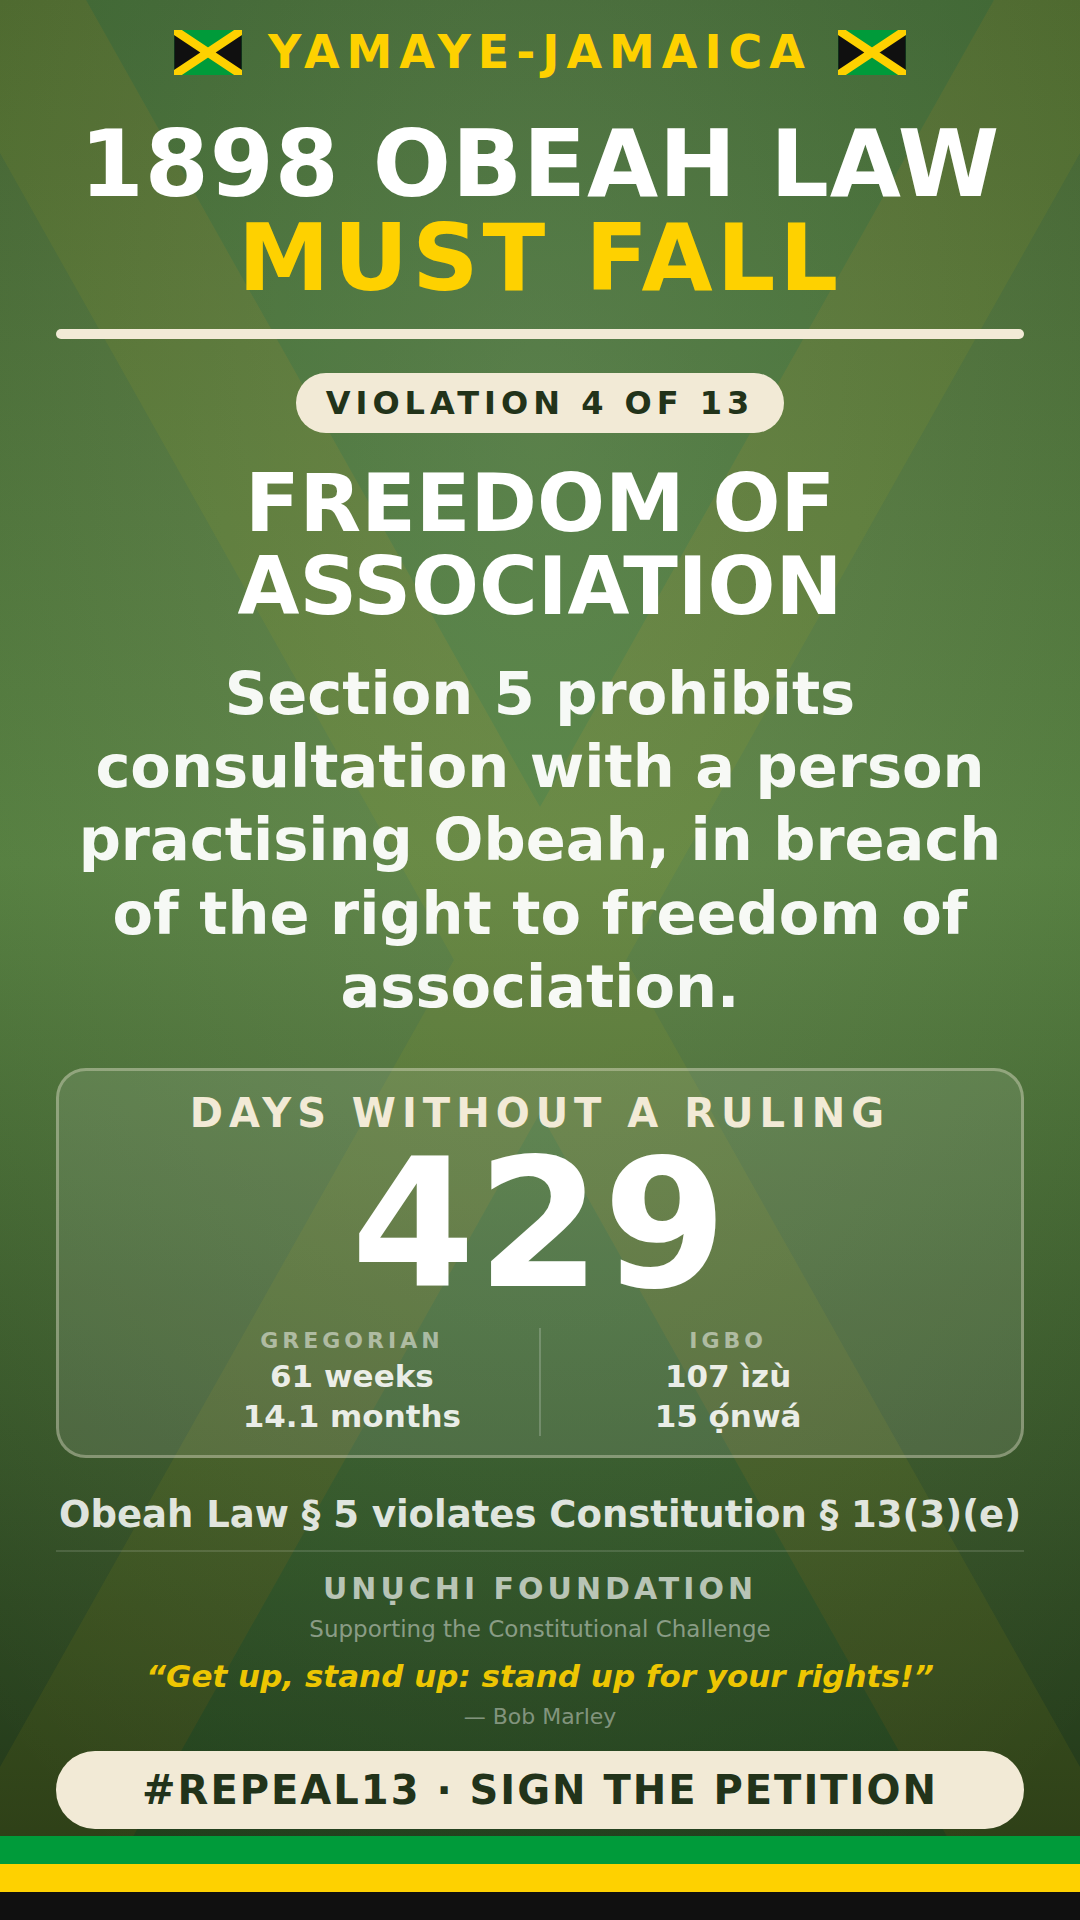 YAMAYE-JAMAICA
1898 OBEAH LAW
MUST FALL
VIOLATION 4 OF 13
FREEDOM OF
ASSOCIATION
Section 5 prohibits
consultation with a person
practising Obeah, in breach
of the right to freedom of
association.
DAYS WITHOUT A RULING
429
GREGORIAN
61 weeks
14.1 months
IGBO
107 ìzù
15 ọ́nwá
Obeah Law § 5 violates Constitution § 13(3)(e)
UNỤCHI FOUNDATION
Supporting the Constitutional Challenge
“Get up, stand up: stand up for your rights!”
— Bob Marley
#REPEAL13 · SIGN THE PETITION